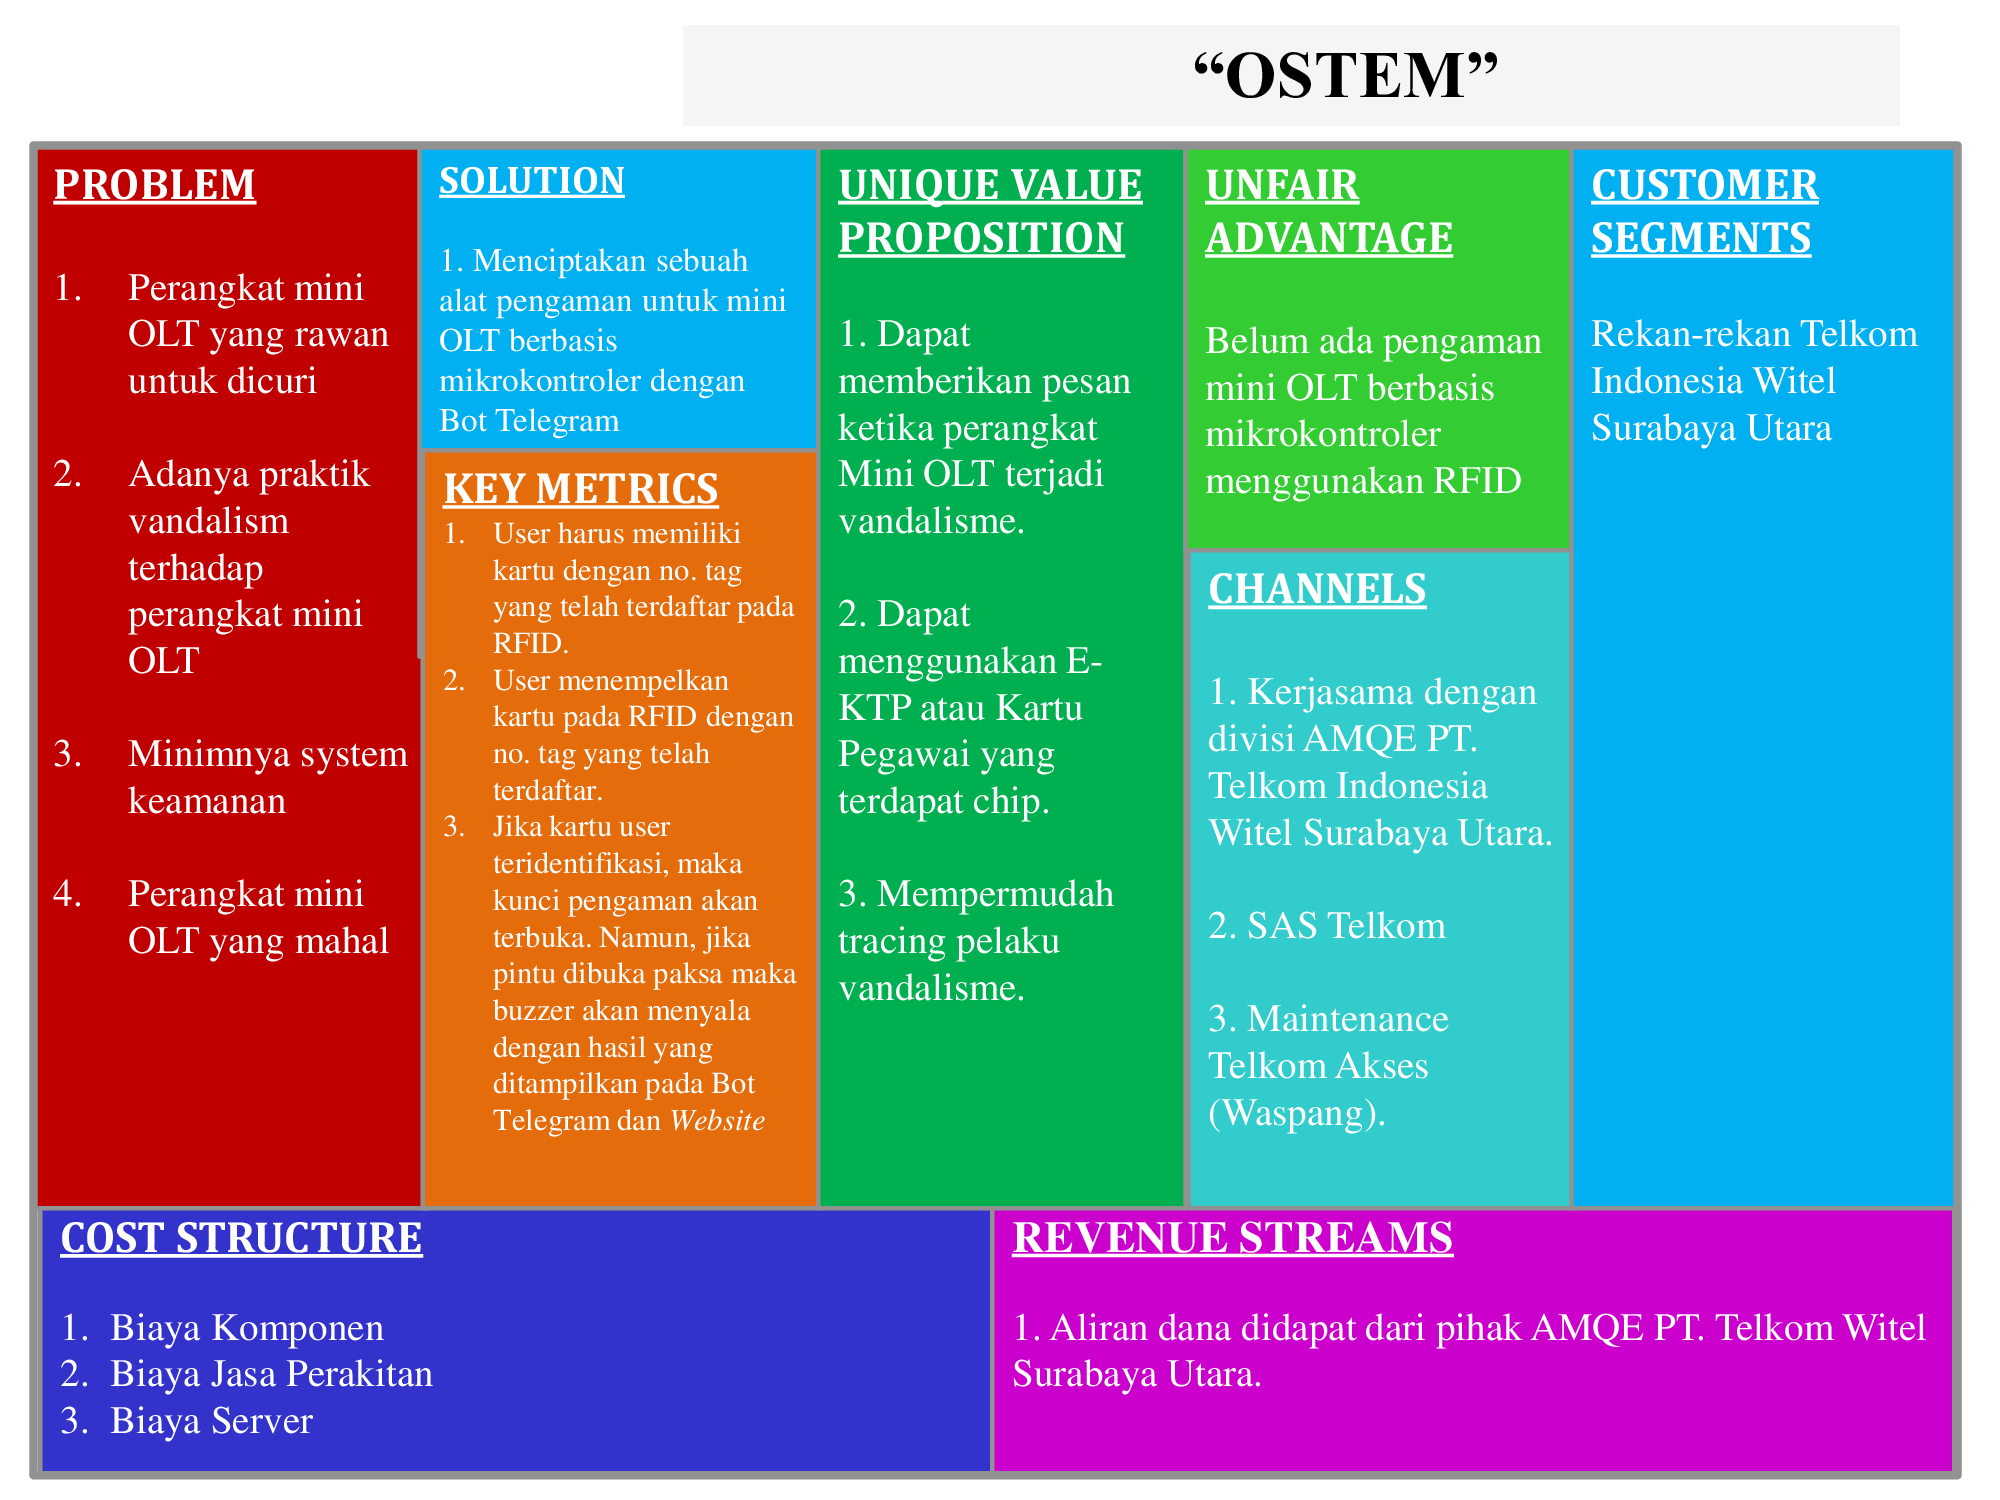 “OSTEM”
PROBLEM
1. Perangkat mini
OLT yang rawan
untuk dicuri
2. Adanya praktik
vandalism
terhadap
perangkat mini
OLT
3. Minimnya system
keamanan
4. Perangkat mini
OLT yang mahal
SOLUTION
1. Menciptakan sebuah
alat pengaman untuk mini
OLT berbasis
mikrokontroler dengan
Bot Telegram
KEY METRICS
1. User harus memiliki
kartu dengan no. tag
yang telah terdaftar pada
RFID.
2. User menempelkan
kartu pada RFID dengan
no. tag yang telah
terdaftar.
3. Jika kartu user
teridentifikasi, maka
kunci pengaman akan
terbuka. Namun, jika
pintu dibuka paksa maka
buzzer akan menyala
dengan hasil yang
ditampilkan pada Bot
Telegram dan Website
UNIQUE VALUE
PROPOSITION
1. Dapat
memberikan pesan
ketika perangkat
Mini OLT terjadi
vandalisme.
2. Dapat
menggunakan E-
KTP atau Kartu
Pegawai yang
terdapat chip.
3. Mempermudah
tracing pelaku
vandalisme.
UNFAIR
ADVANTAGE
Belum ada pengaman
mini OLT berbasis
mikrokontroler
menggunakan RFID
CHANNELS
1. Kerjasama dengan
divisi AMQE PT.
Telkom Indonesia
Witel Surabaya Utara.
2. SAS Telkom
3. Maintenance
Telkom Akses
(Waspang).
CUSTOMER
SEGMENTS
Rekan-rekan Telkom
Indonesia Witel
Surabaya Utara
COST STRUCTURE
1. Biaya Komponen
2. Biaya Jasa Perakitan
3. Biaya Server
REVENUE STREAMS
1. Aliran dana didapat dari pihak AMQE PT. Telkom Witel
Surabaya Utara.